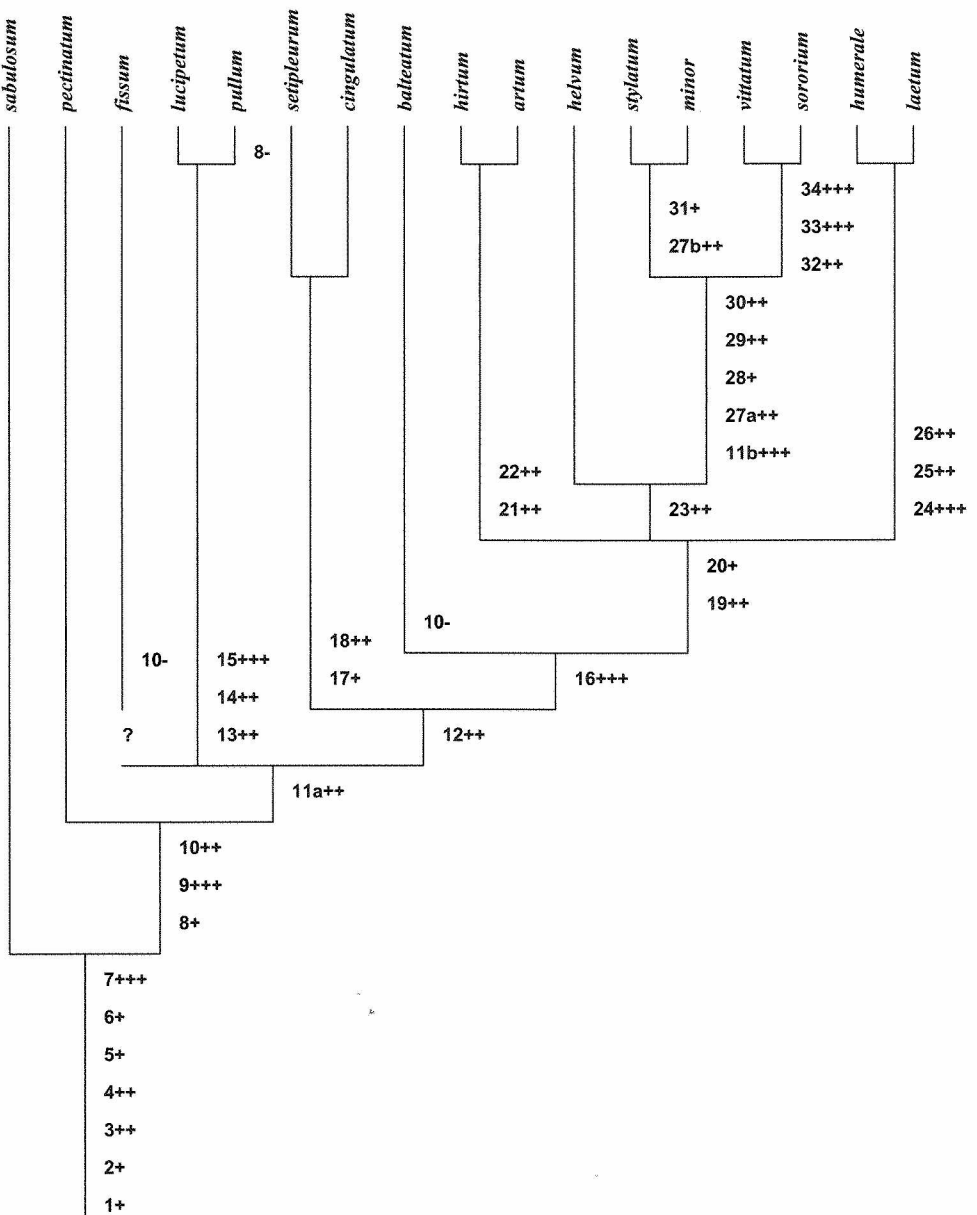 sabulosum
pectinatum
fissum
lucipetum
pullum
setipleurum
cingulatum
balteatum
hirtum
artum
helvum
stylatum
minor
vittatum
sororium
humerale
laetum
8-
34+++
31+
33+++
27b++
32++
30++
29++
28+
27a++
26++
11b+++
22++
25++
21++
23++
24+++
20+
19++
10-
18++
10-
15+++
17+
16+++
14++
?
13++
12++
11a++
10++
9+++
8+
7+++
6+
5+
4++
3++
2+
1+